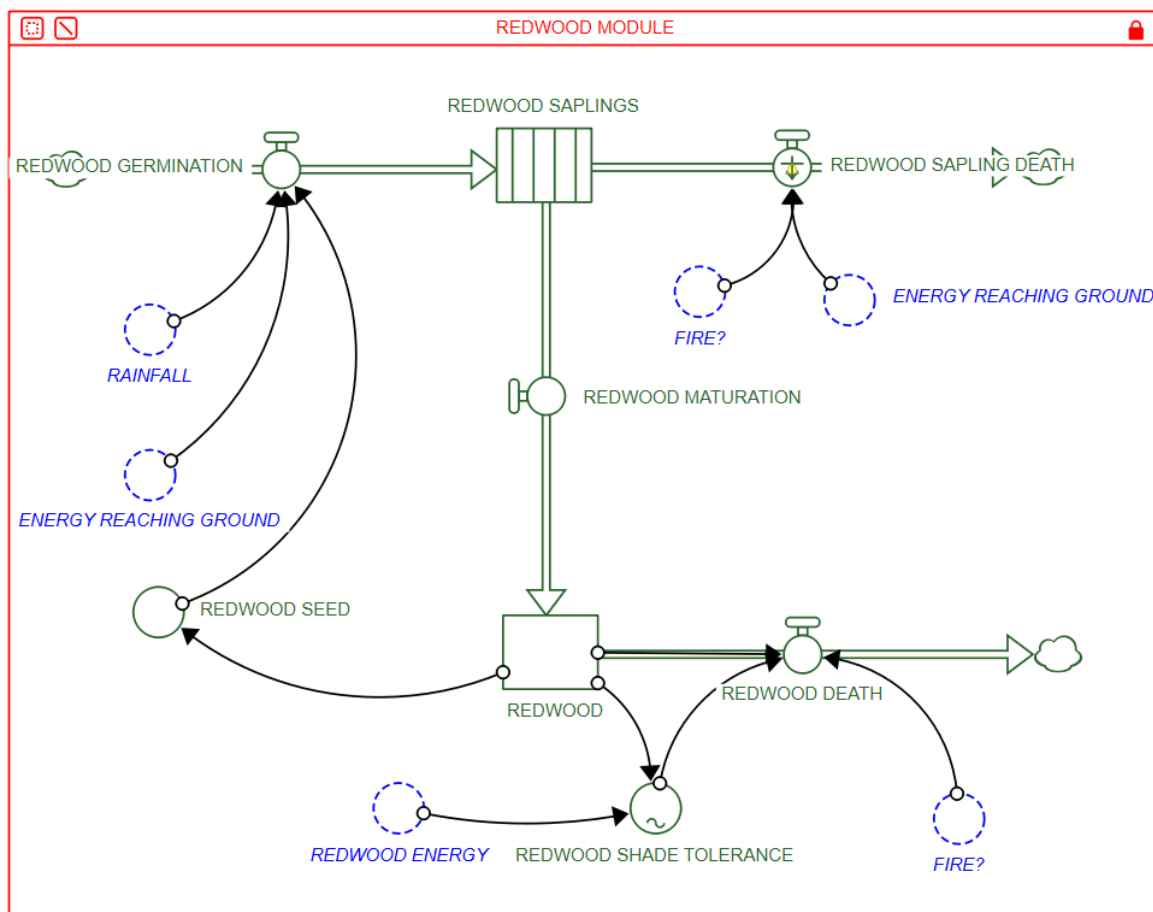 REDWOOD MODULE
REDWOOD SAPLINGS
REDWOOD GERMINATION
REDWOOD SAPLING DEATH
ENERGY REACHING GROUND
FIRE?
RAINFALL
REDWOOD MATURATION
ENERGY REACHING GROUND
REDWOOD SEED
REDWOOD DEATH
REDWOOD
REDWOOD ENERGY
REDWOOD SHADE TOLERANCE
FIRE?